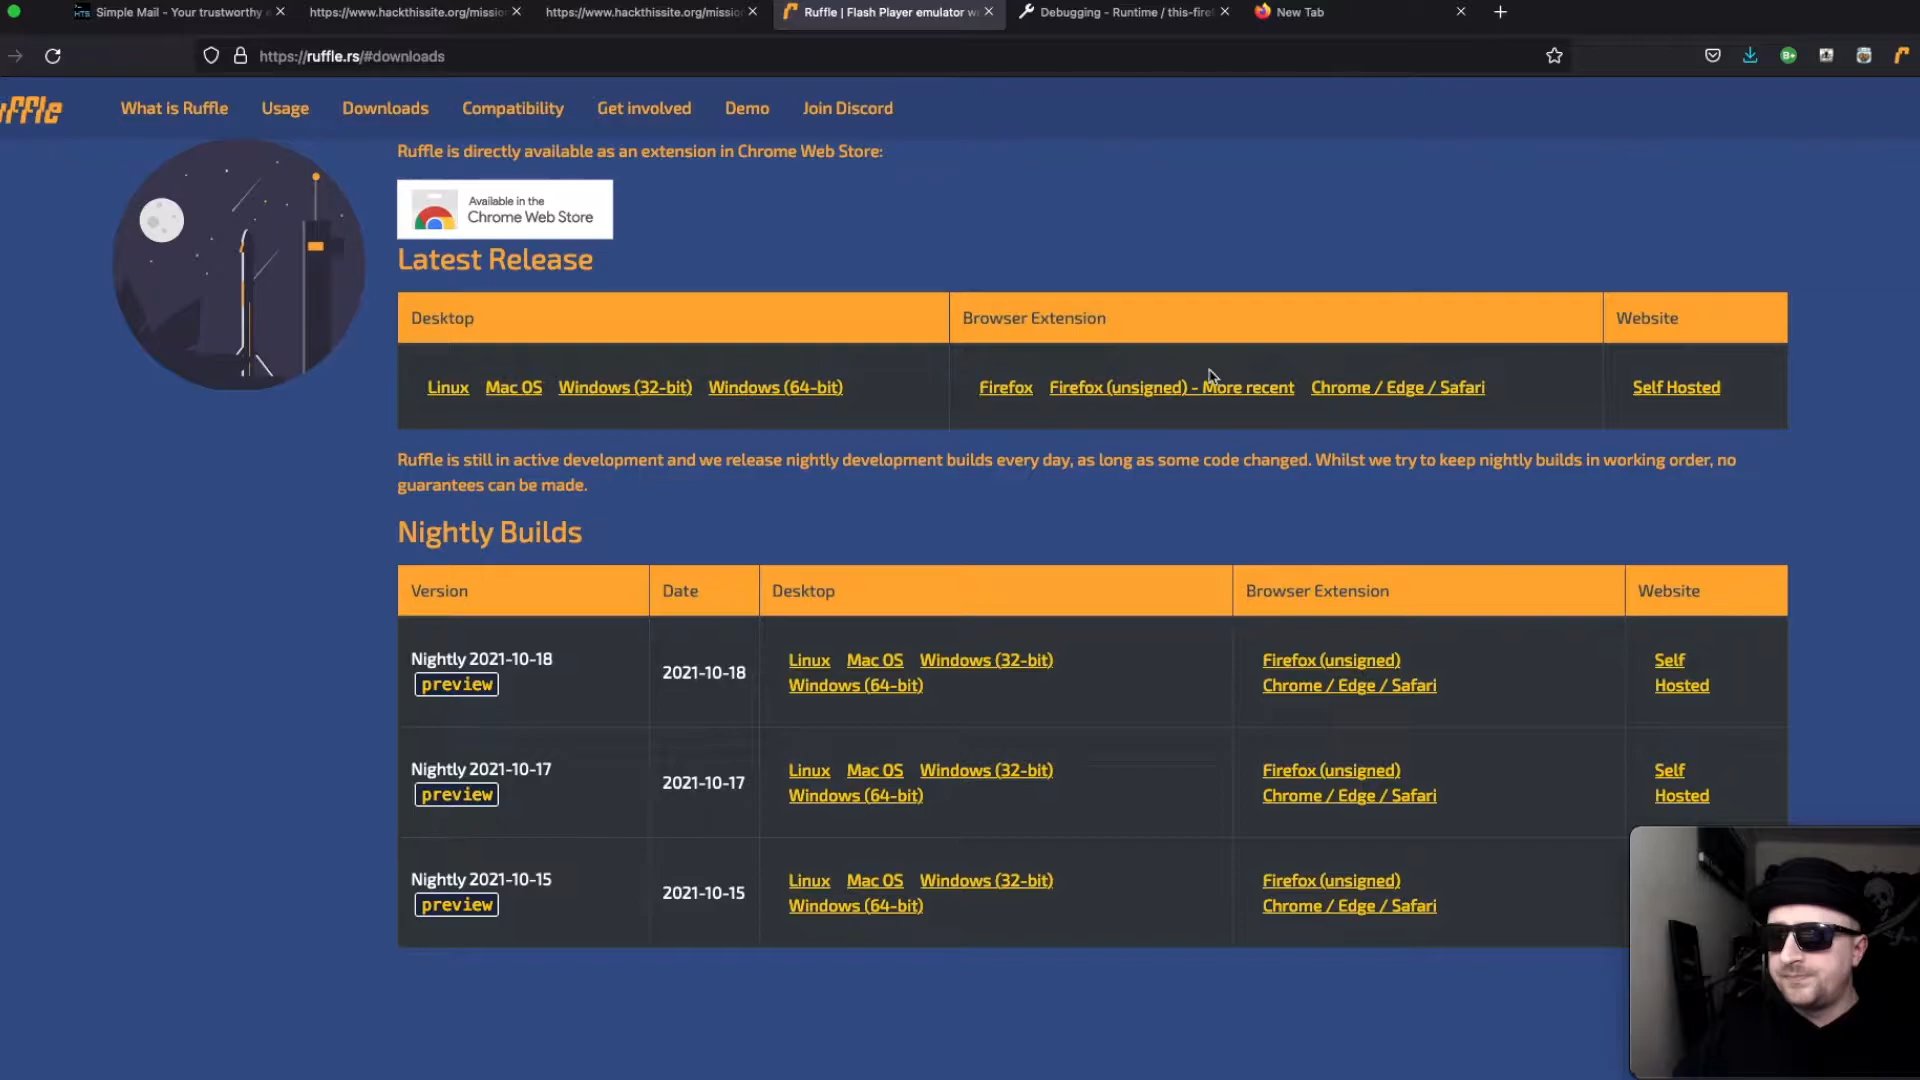 Simple Mail - Your trustworthy
https://www.hackthissite.org/missio
https://www.hackthissite.org/missio
Ruffle | Flash Player emulator w
Debugging - Runtime / this-firef
New Tab
https://ruffle.rs/#downloads
What is Ruffle
Usage
Downloads
Compatibility
Get involved
Demo
Join Discord
Ruffle is directly available as an extension in Chrome Web Store:
Available in the
Chrome Web Store
Latest Release
Desktop
Browser Extension
Website
Linux Mac OS Windows (32-bit) Windows (64-bit)
Firefox Firefox (unsigned) - More recent Chrome / Edge / Safari
Self Hosted
Ruffle is still in active development and we release nightly development builds every day, as long as some code changed. Whilst we try to keep nightly builds in working order, no
guarantees can be made.
Nightly Builds
Version
Date
Desktop
Browser Extension
Website
Nightly 2021-10-18
preview
2021-10-18
Linux Mac OS Windows (32-bit)
Windows (64-bit)
Firefox (unsigned)
Chrome / Edge / Safari
Self
Hosted
Nightly 2021-10-17
preview
2021-10-17
Linux Mac OS Windows (32-bit)
Windows (64-bit)
Firefox (unsigned)
Chrome / Edge / Safari
Self
Hosted
Nightly 2021-10-15
preview
2021-10-15
Linux Mac OS Windows (32-bit)
Windows (64-bit)
Firefox (unsigned)
Chrome / Edge / Safari